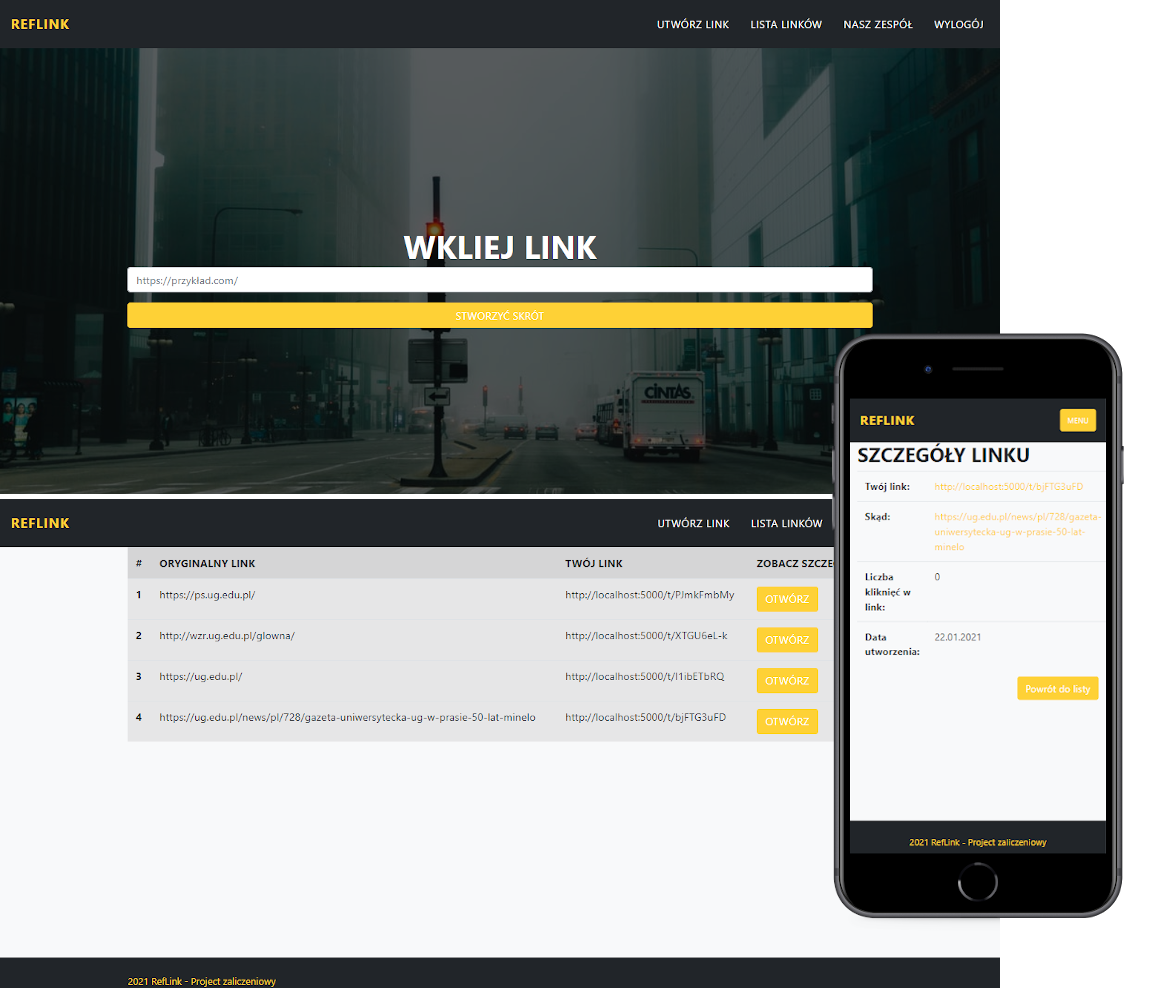 REFLINK
UTWÓRZ LINK LISTA LINKÓW NASZ ZESPÓŁ WYLOGÓJ
WKLIEJ LINK
https://przykład.com/
STWORZYĆ SKRÓT
CINTAS
REFLINK
UTWÓRZ LINK LISTA LINKÓW
# ORYGINALNY LINK TWÓJ LINK ZOBACZ SZCZE
1 https://ps.ug.edu.pl/ http://localhost:5000/t/PJmkFmbMy OTWÓRZ
2 http://wzr.ug.edu.pl/glowna/ http://localhost:5000/t/XTGU6eL-k OTWÓRZ
3 https://ug.edu.pl/ http://localhost:5000/t/I1ibETbRQ OTWÓRZ
4 https://ug.edu.pl/news/pl/728/gazeta-uniwersytecka-ug-w-prasie-50-lat-minelo http://localhost:5000/t/bjFTG3uFD OTWÓRZ
2021 RefLink - Project zaliczeniowy
REFLINK MENU
SZCZEGÓŁY LINKU
Twój link: http://localhost:5000/t/bjFTG3uFD
Skąd: https://ug.edu.pl/news/pl/728/gazeta-
uniwersytecka-ug-w-prasie-50-lat-
minelo
Liczba 0
kliknięć w
link:
Data 22.01.2021
utworzenia:
Powrót do listy
2021 RefLink - Project zaliczeniowy